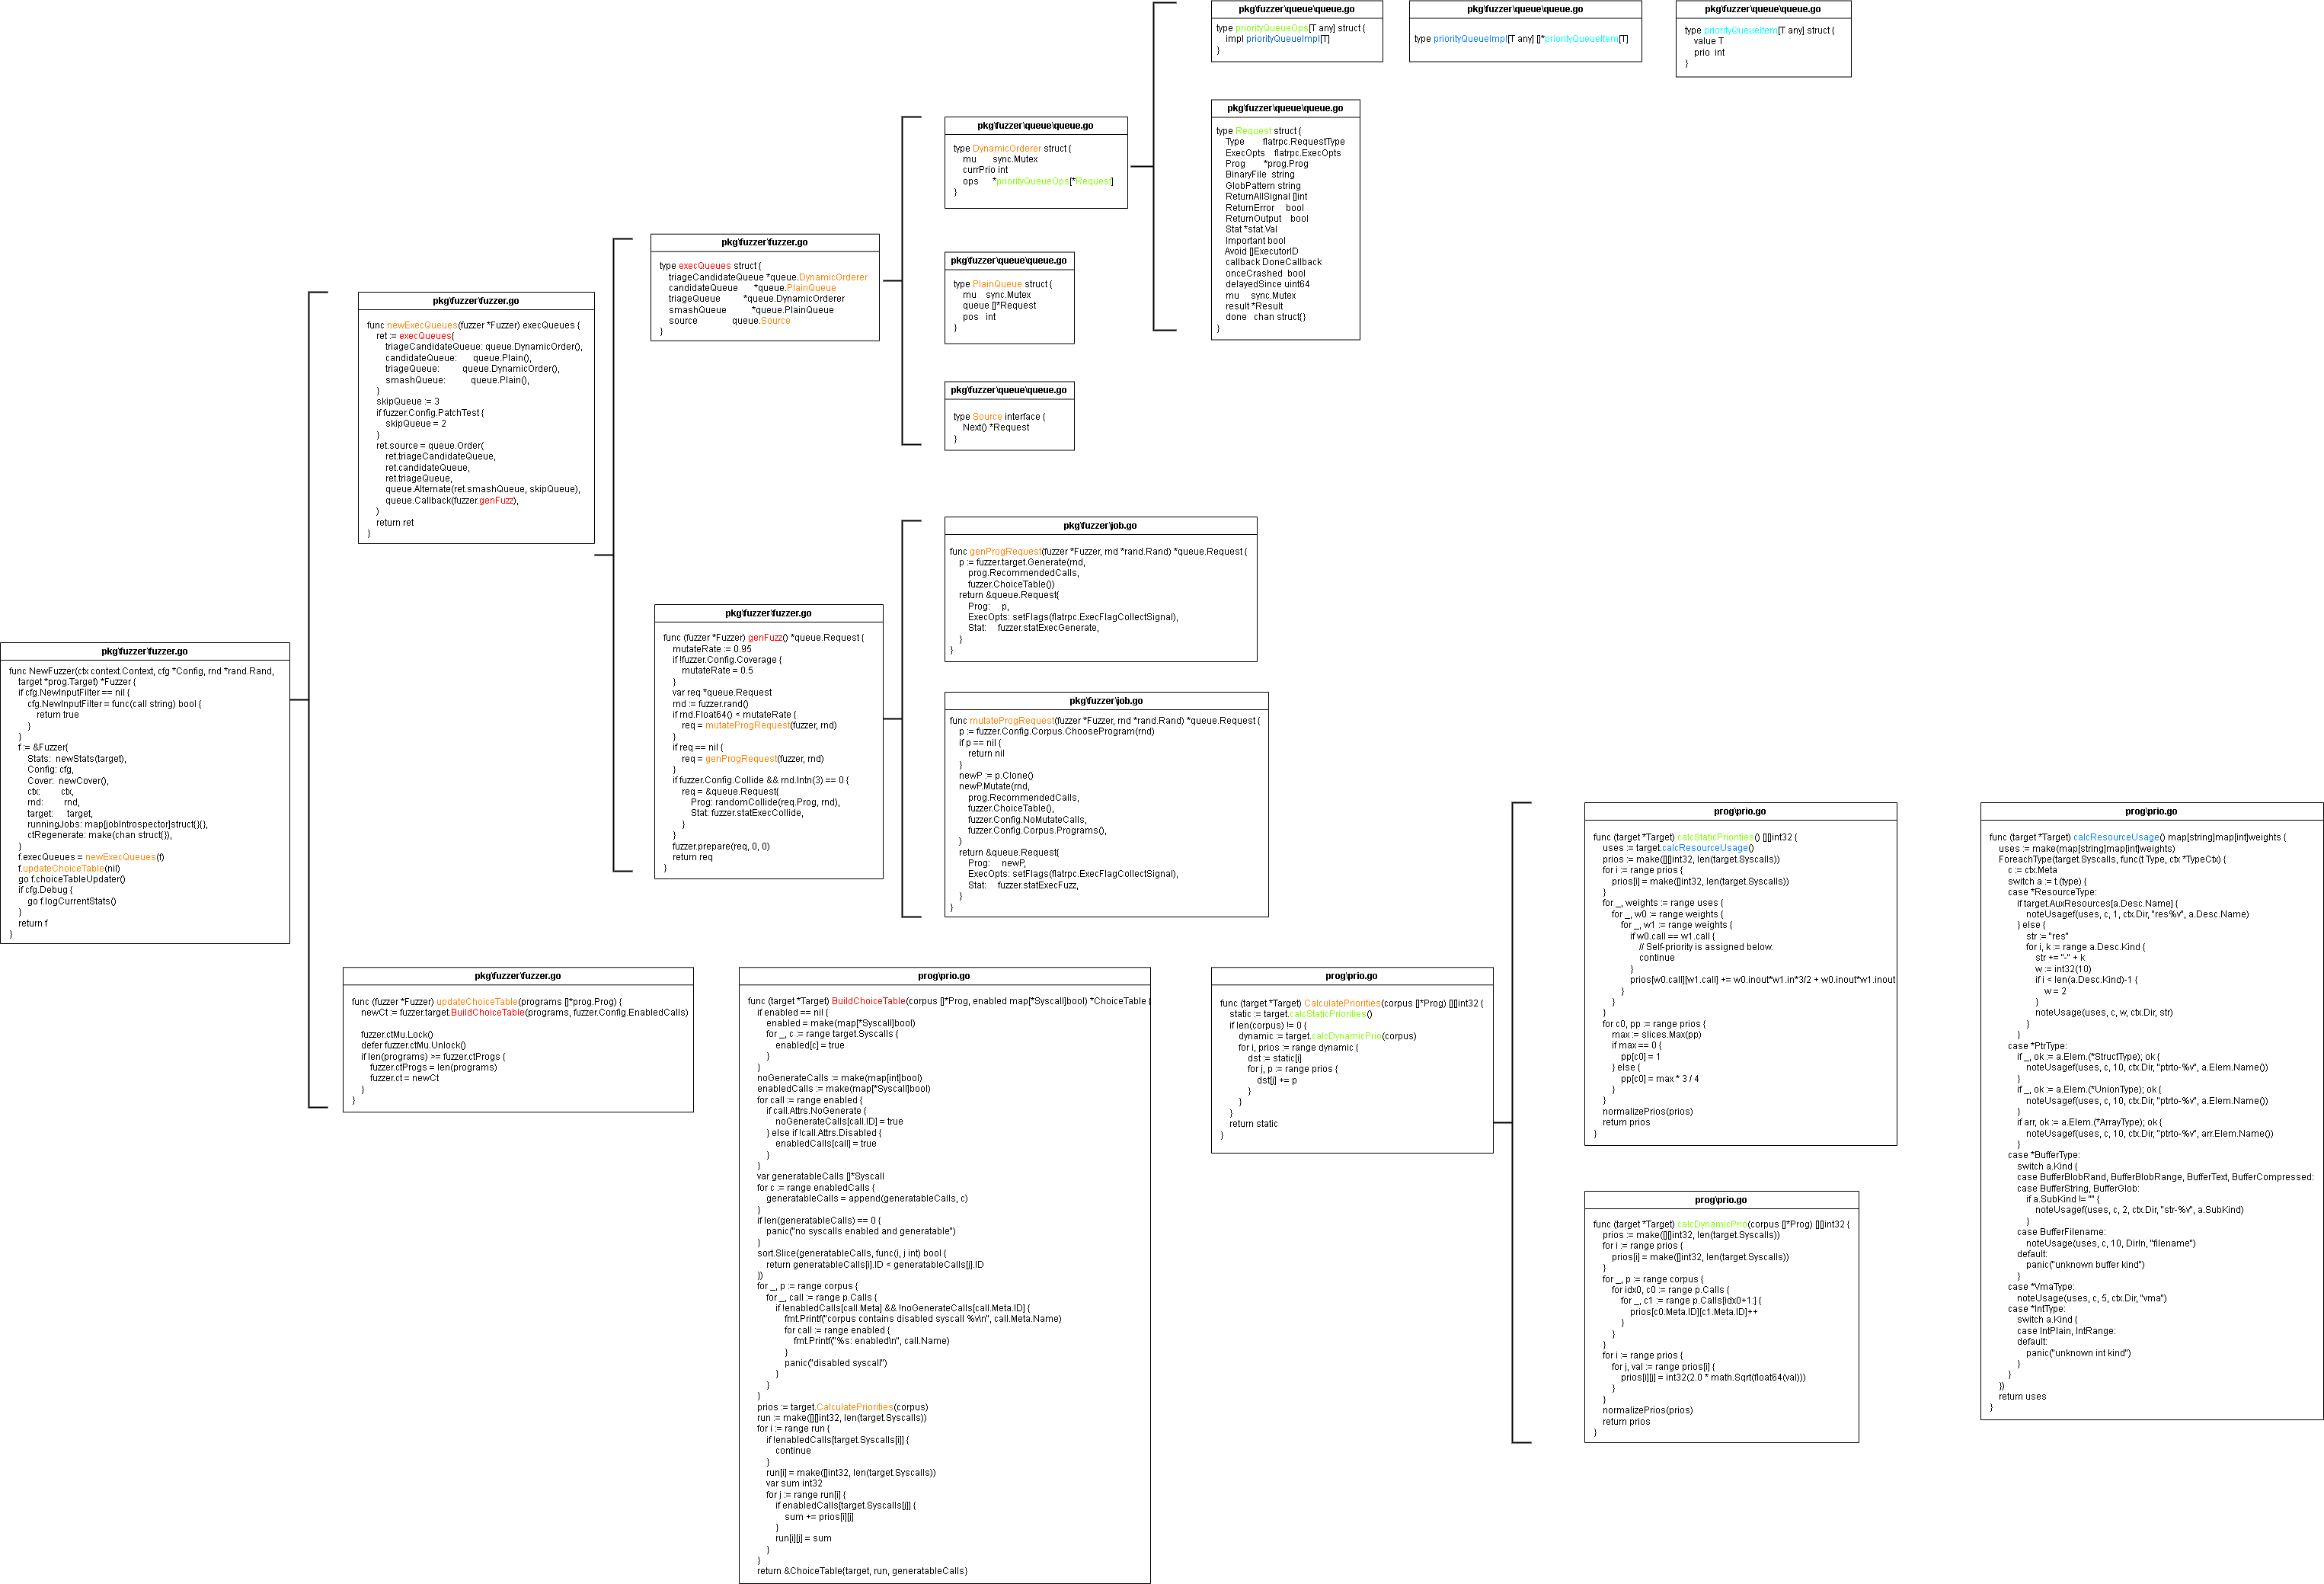 pkg\fuzzer\fuzzer.go
func NewFuzzer(ctx context.Context, cfg *Config, rnd *rand.Rand,
target *prog.Target) *Fuzzer {
if cfg.NewInputFilter == nil {
cfg.NewInputFilter = func(call string) bool {
return true
}
}
f := &Fuzzer{
Stats: newStats(target),
Config: cfg,
Cover: newCover(),
ctx: ctx,
rnd: rnd,
target: target,
runningJobs: map[jobIntrospector]struct{}{},
ctRegenerate: make(chan struct{}),
}
f.execQueues = newExecQueues(f)
f.updateChoiceTable(nil)
go f.choiceTableUpdater()
if cfg.Debug {
go f.logCurrentStats()
}
return f
}
pkg\fuzzer\fuzzer.go
func newExecQueues(fuzzer *Fuzzer) execQueues {
ret := execQueues{
triageCandidateQueue: queue.DynamicOrder(),
candidateQueue: queue.Plain(),
triageQueue: queue.DynamicOrder(),
smashQueue: queue.Plain(),
}
skipQueue := 3
if fuzzer.Config.PatchTest {
skipQueue = 2
}
ret.source = queue.Order(
ret.triageCandidateQueue,
ret.candidateQueue,
ret.triageQueue,
queue.Alternate(ret.smashQueue, skipQueue),
queue.Callback(fuzzer.genFuzz),
)
return ret
}
pkg\fuzzer\fuzzer.go
type execQueues struct {
triageCandidateQueue *queue.DynamicOrderer
candidateQueue *queue.PlainQueue
triageQueue *queue.DynamicOrderer
smashQueue *queue.PlainQueue
source queue.Source
}
pkg\fuzzer\queue\queue.go
type DynamicOrderer struct {
mu sync.Mutex
currPrio int
ops *priorityQueueOps[*Request]
}
pkg\fuzzer\queue\queue.go
type PlainQueue struct {
mu sync.Mutex
queue []*Request
pos int
}
pkg\fuzzer\queue\queue.go
type Source interface {
Next() *Request
}
pkg\fuzzer\queue\queue.go
type priorityQueueOps[T any] struct {
impl priorityQueueImpl[T]
}
pkg\fuzzer\queue\queue.go
type priorityQueueImpl[T any] []*priorityQueueItem[T]
pkg\fuzzer\queue\queue.go
type priorityQueueItem[T any] struct {
value T
prio int
}
pkg\fuzzer\queue\queue.go
type Request struct {
Type flatrpc.RequestType
ExecOpts flatrpc.ExecOpts
Prog *prog.Prog
BinaryFile string
GlobPattern string
ReturnAllSignal []int
ReturnError bool
ReturnOutput bool
Stat *stat.Val
Important bool
Avoid []ExecutorID
callback DoneCallback
onceCrashed bool
delayedSince uint64
mu sync.Mutex
result *Result
done chan struct{}
}
pkg\fuzzer\fuzzer.go
func (fuzzer *Fuzzer) genFuzz() *queue.Request {
mutateRate := 0.95
if !fuzzer.Config.Coverage {
mutateRate = 0.5
}
var req *queue.Request
rnd := fuzzer.rand()
if rnd.Float64() < mutateRate {
req = mutateProgRequest(fuzzer, rnd)
}
if req == nil {
req = genProgRequest(fuzzer, rnd)
}
if fuzzer.Config.Collide && rnd.Intn(3) == 0 {
req = &queue.Request{
Prog: randomCollide(req.Prog, rnd),
Stat: fuzzer.statExecCollide,
}
}
fuzzer.prepare(req, 0, 0)
return req
}
pkg\fuzzer\job.go
func genProgRequest(fuzzer *Fuzzer, rnd *rand.Rand) *queue.Request {
p := fuzzer.target.Generate(rnd,
prog.RecommendedCalls,
fuzzer.ChoiceTable())
return &queue.Request{
Prog: p,
ExecOpts: setFlags(flatrpc.ExecFlagCollectSignal),
Stat: fuzzer.statExecGenerate,
}
}
pkg\fuzzer\job.go
func mutateProgRequest(fuzzer *Fuzzer, rnd *rand.Rand) *queue.Request {
p := fuzzer.Config.Corpus.ChooseProgram(rnd)
if p == nil {
return nil
}
newP := p.Clone()
newP.Mutate(rnd,
prog.RecommendedCalls,
fuzzer.ChoiceTable(),
fuzzer.Config.NoMutateCalls,
fuzzer.Config.Corpus.Programs(),
)
return &queue.Request{
Prog: newP,
ExecOpts: setFlags(flatrpc.ExecFlagCollectSignal),
Stat: fuzzer.statExecFuzz,
}
}
pkg\fuzzer\fuzzer.go
func (fuzzer *Fuzzer) updateChoiceTable(programs []*prog.Prog) {
newCt := fuzzer.target.BuildChoiceTable(programs, fuzzer.Config.EnabledCalls)
fuzzer.ctMu.Lock()
defer fuzzer.ctMu.Unlock()
if len(programs) >= fuzzer.ctProgs {
fuzzer.ctProgs = len(programs)
fuzzer.ct = newCt
}
}
prog\prio.go
func (target *Target) BuildChoiceTable(corpus []*Prog, enabled map[*Syscall]bool) *ChoiceTable {
if enabled == nil {
enabled = make(map[*Syscall]bool)
for _, c := range target.Syscalls {
enabled[c] = true
}
}
noGenerateCalls := make(map[int]bool)
enabledCalls := make(map[*Syscall]bool)
for call := range enabled {
if call.Attrs.NoGenerate {
noGenerateCalls[call.ID] = true
} else if !call.Attrs.Disabled {
enabledCalls[call] = true
}
}
var generatableCalls []*Syscall
for c := range enabledCalls {
generatableCalls = append(generatableCalls, c)
}
if len(generatableCalls) == 0 {
panic("no syscalls enabled and generatable")
}
sort.Slice(generatableCalls, func(i, j int) bool {
return generatableCalls[i].ID < generatableCalls[j].ID
})
for _, p := range corpus {
for _, call := range p.Calls {
if !enabledCalls[call.Meta] && !noGenerateCalls[call.Meta.ID] {
fmt.Printf("corpus contains disabled syscall %v\n", call.Meta.Name)
for call := range enabled {
fmt.Printf("%s: enabled\n", call.Name)
}
panic("disabled syscall")
}
}
}
prios := target.CalculatePriorities(corpus)
run := make([][]int32, len(target.Syscalls))
for i := range run {
if !enabledCalls[target.Syscalls[i]] {
continue
}
run[i] = make([]int32, len(target.Syscalls))
var sum int32
for j := range run[i] {
if enabledCalls[target.Syscalls[j]] {
sum += prios[i][j]
}
run[i][j] = sum
}
}
return &ChoiceTable{target, run, generatableCalls}
prog\prio.go
func (target *Target) CalculatePriorities(corpus []*Prog) [][]int32 {
static := target.calcStaticPriorities()
if len(corpus) != 0 {
dynamic := target.calcDynamicPrio(corpus)
for i, prios := range dynamic {
dst := static[i]
for j, p := range prios {
dst[j] += p
}
}
}
return static
}
prog\prio.go
func (target *Target) calcStaticPriorities() [][]int32 {
uses := target.calcResourceUsage()
prios := make([][]int32, len(target.Syscalls))
for i := range prios {
prios[i] = make([]int32, len(target.Syscalls))
}
for _, weights := range uses {
for _, w0 := range weights {
for _, w1 := range weights {
if w0.call == w1.call {
// Self-priority is assigned below.
continue
}
prios[w0.call][w1.call] += w0.inout*w1.in*3/2 + w0.inout*w1.inout
}
}
}
for c0, pp := range prios {
max := slices.Max(pp)
if max == 0 {
pp[c0] = 1
} else {
pp[c0] = max * 3 / 4
}
}
normalizePrios(prios)
return prios
}
prog\prio.go
func (target *Target) calcDynamicPrio(corpus []*Prog) [][]int32 {
prios := make([][]int32, len(target.Syscalls))
for i := range prios {
prios[i] = make([]int32, len(target.Syscalls))
}
for _, p := range corpus {
for idx0, c0 := range p.Calls {
for _, c1 := range p.Calls[idx0+1:] {
prios[c0.Meta.ID][c1.Meta.ID]++
}
}
}
for i := range prios {
for j, val := range prios[i] {
prios[i][j] = int32(2.0 * math.Sqrt(float64(val)))
}
}
normalizePrios(prios)
return prios
}
prog\prio.go
func (target *Target) calcResourceUsage() map[string]map[int]weights {
uses := make(map[string]map[int]weights)
ForeachType(target.Syscalls, func(t Type, ctx *TypeCtx) {
c := ctx.Meta
switch a := t.(type) {
case *ResourceType:
if target.AuxResources[a.Desc.Name] {
noteUsagef(uses, c, 1, ctx.Dir, "res%v", a.Desc.Name)
} else {
str := "res"
for i, k := range a.Desc.Kind {
str += "-" + k
w := int32(10)
if i < len(a.Desc.Kind)-1 {
w = 2
}
noteUsage(uses, c, w, ctx.Dir, str)
}
}
case *PtrType:
if _, ok := a.Elem.(*StructType); ok {
noteUsagef(uses, c, 10, ctx.Dir, "ptrto-%v", a.Elem.Name())
}
if _, ok := a.Elem.(*UnionType); ok {
noteUsagef(uses, c, 10, ctx.Dir, "ptrto-%v", a.Elem.Name())
}
if arr, ok := a.Elem.(*ArrayType); ok {
noteUsagef(uses, c, 10, ctx.Dir, "ptrto-%v", arr.Elem.Name())
}
case *BufferType:
switch a.Kind {
case BufferBlobRand, BufferBlobRange, BufferText, BufferCompressed:
case BufferString, BufferGlob:
if a.SubKind != "" {
noteUsagef(uses, c, 2, ctx.Dir, "str-%v", a.SubKind)
}
case BufferFilename:
noteUsage(uses, c, 10, DirIn, "filename")
default:
panic("unknown buffer kind")
}
case *VmaType:
noteUsage(uses, c, 5, ctx.Dir, "vma")
case *IntType:
switch a.Kind {
case IntPlain, IntRange:
default:
panic("unknown int kind")
}
}
})
return uses
}